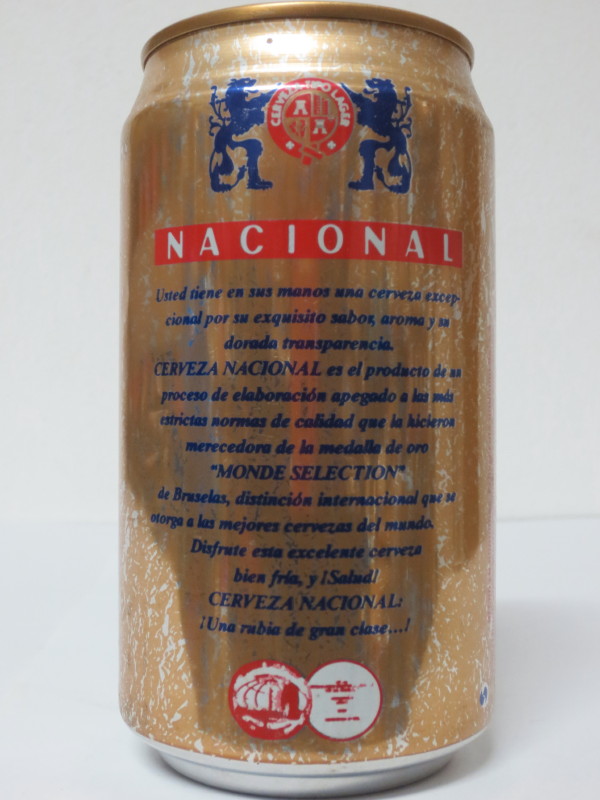 CERVEZA TIPO LAGER
A A
NACIONAL
Usted tiene en sus manos una cerveza excep-
cional por su exquisito sabor, aroma y su
dorada transparencia.
CERVEZA NACIONAL es el producto de un
proceso de elaboración apegado a las más
estrictas normas de calidad que la hicieron
merecedora de la medalla de oro
"MONDE SELECTION"
de Bruselas, distinción internacional que se
otorga a las mejores cervezas del mundo.
Disfrute esta excelente cerveza
bien fría, y ¡Salud!
CERVEZA NACIONAL:
¡Una rubia de gran clase...!